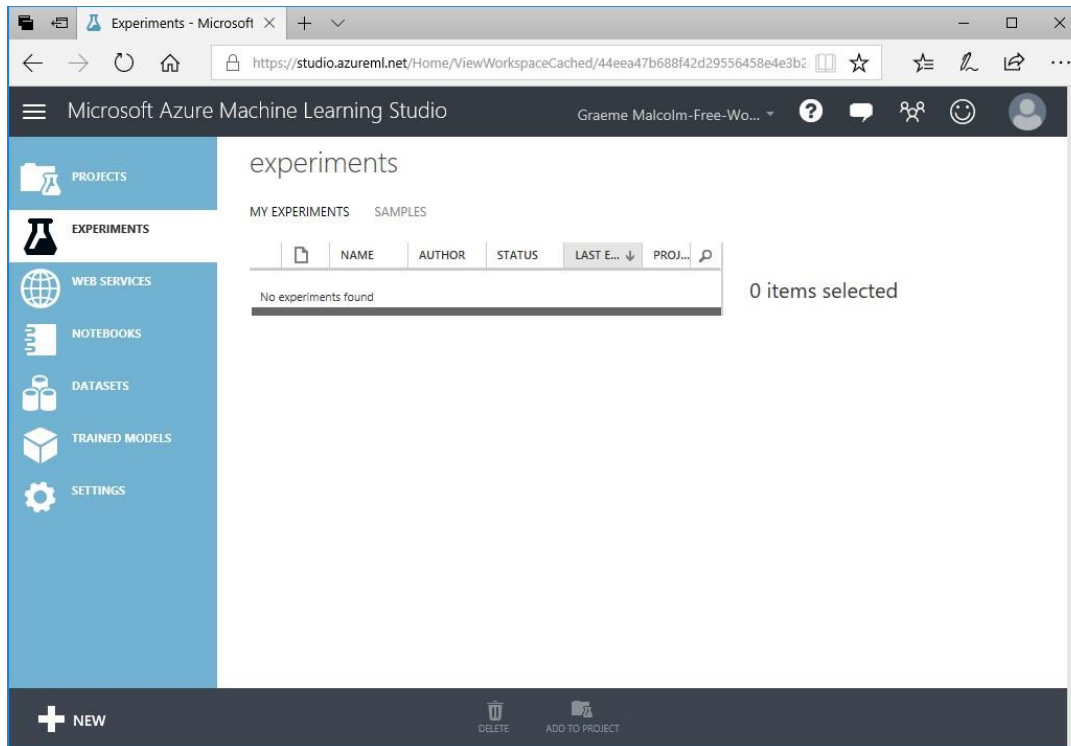 Experiments - Microsoft
https://studio.azureml.net/Home/ViewWorkspaceCached/44eea47b688f42d29556458e4e3b2
Microsoft Azure Machine Learning Studio
Graeme Malcolm-Free-Wo...
PROJECTS
EXPERIMENTS
WEB SERVICES
NOTEBOOKS
DATASETS
TRAINED MODELS
SETTINGS
experiments
MY EXPERIMENTS SAMPLES
NAME AUTHOR STATUS LAST E... PROJ...
No experiments found
0 items selected
NEW
DELETE
ADD TO PROJECT